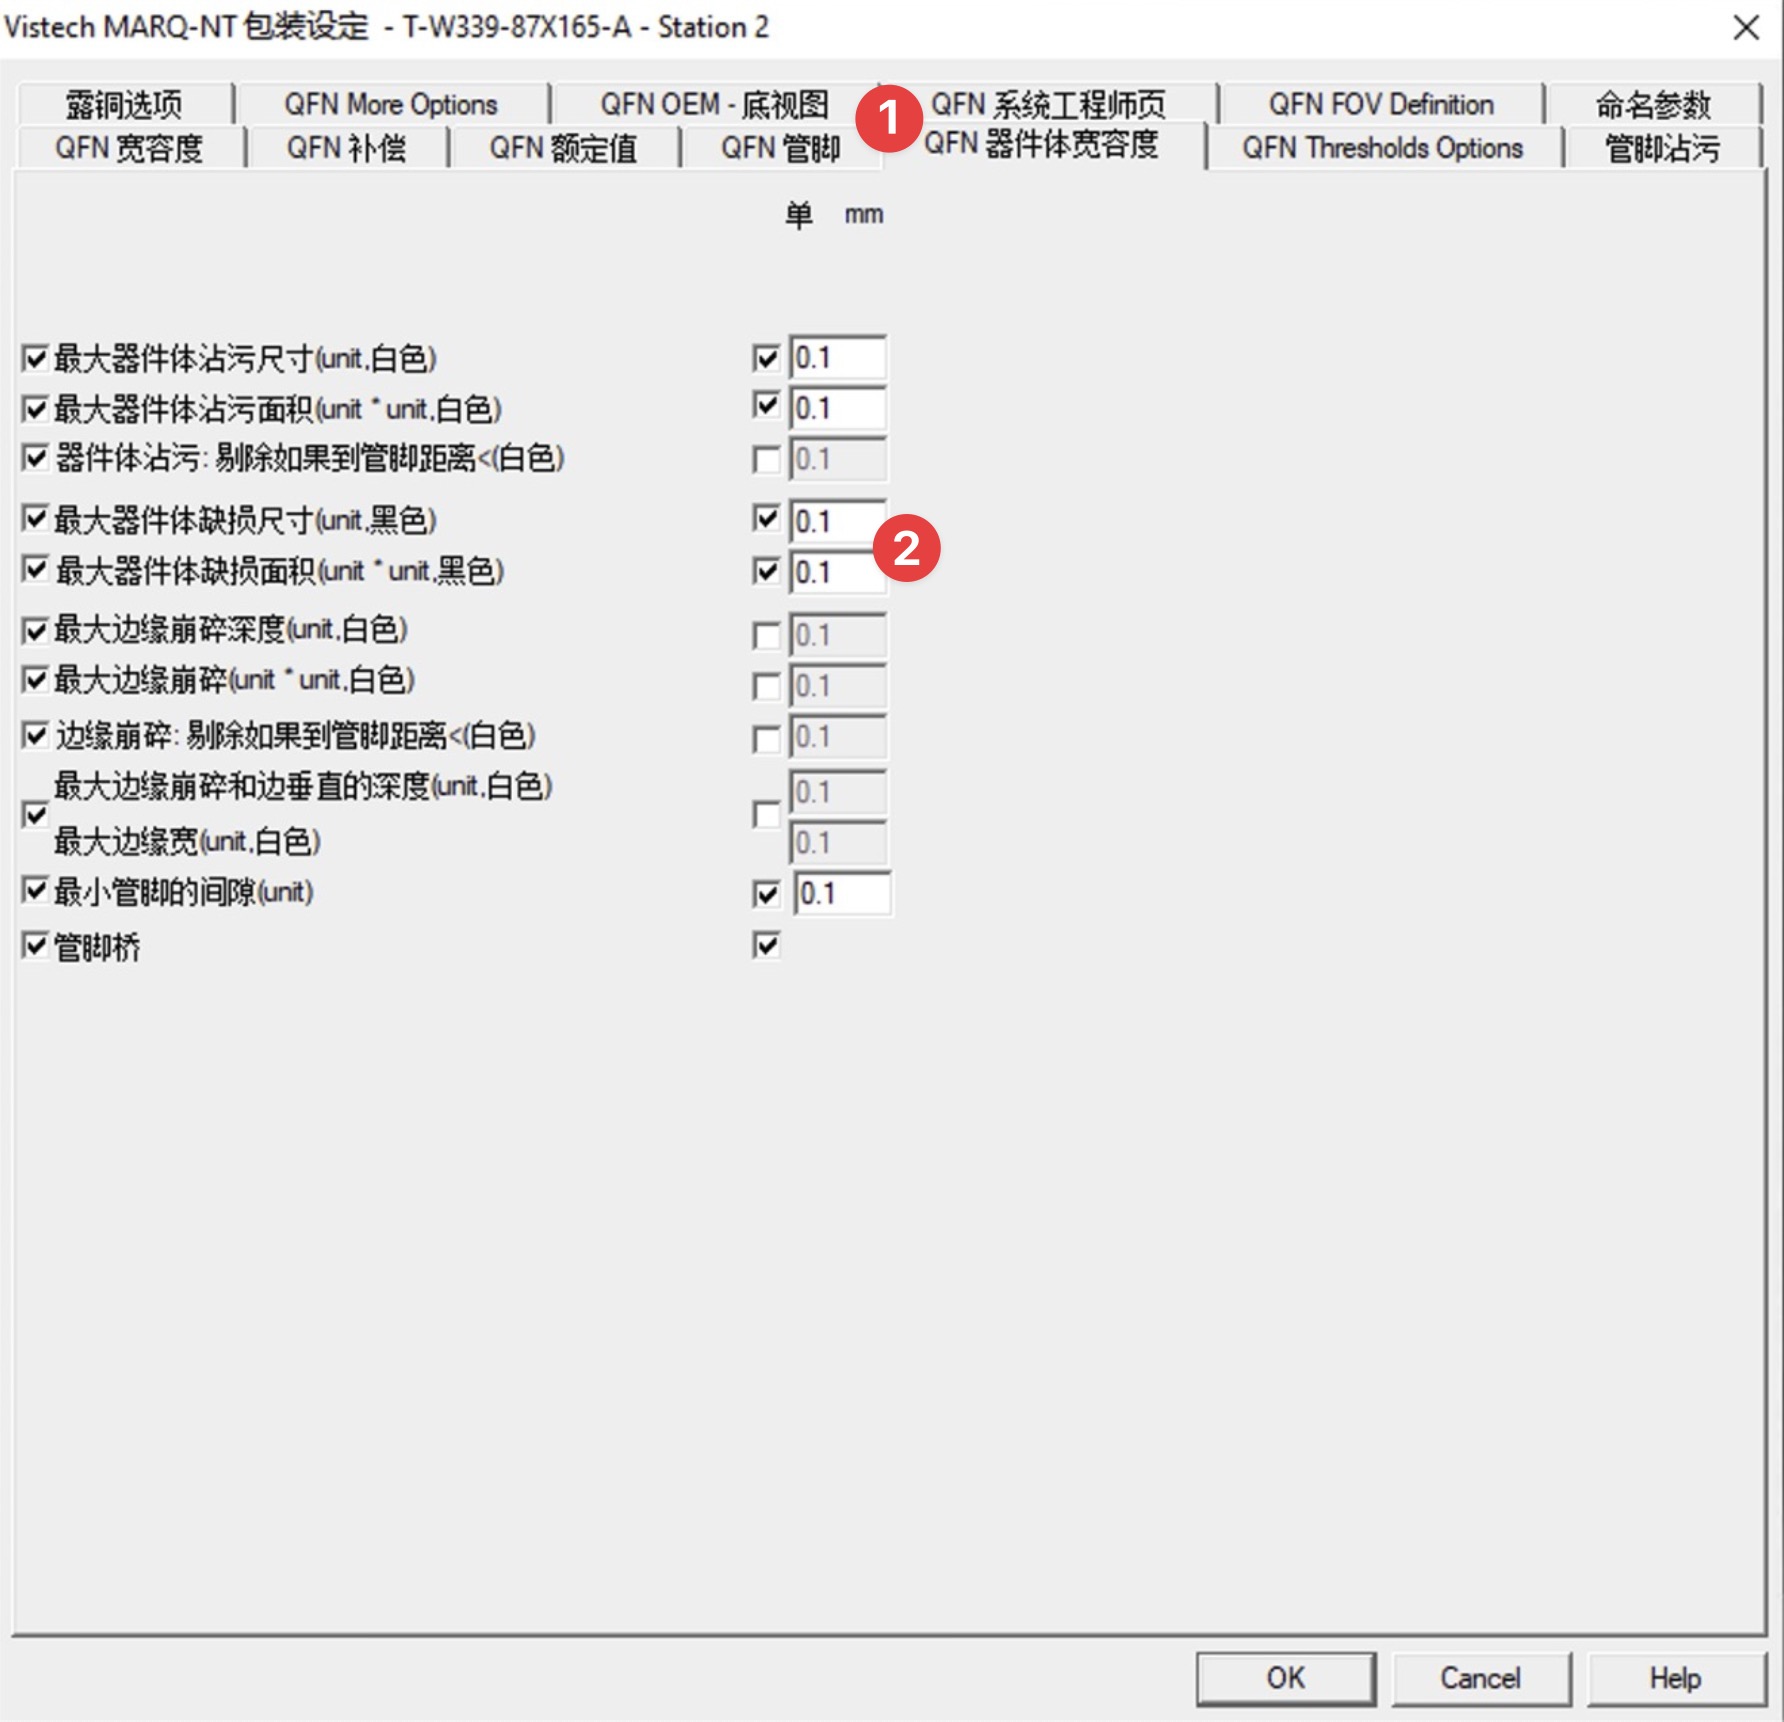 Vistech MARQ-NT 包装设定 - T-W339-87X165-A - Station 2
露铜选项 QFN More Options QFN OEM - 底视图 1 QFN 系统工程师页 QFN FOV Definition 命名参数
QFN 宽容度 QFN 补偿 QFN 额定值 QFN 管脚 QFN 器件体宽容度 QFN Thresholds Options 管脚沾污
单 mm
最大器件体沾污尺寸(unit,白色) 0.1
最大器件体沾污面积(unit * unit,白色) 0.1
器件体沾污: 剔除如果到管脚距离<(白色) 0.1
最大器件体缺损尺寸(unit,黑色) 0.1
2
最大器件体缺损面积(unit * unit,黑色) 0.1
最大边缘崩碎深度(unit,白色) 0.1
最大边缘崩碎(unit * unit,白色) 0.1
边缘崩碎: 剔除如果到管脚距离<(白色) 0.1
最大边缘崩碎和边垂直的深度(unit,白色) 0.1
最大边缘宽(unit,白色) 0.1
最小管脚的间隙(unit) 0.1
管脚桥
OK Cancel Help